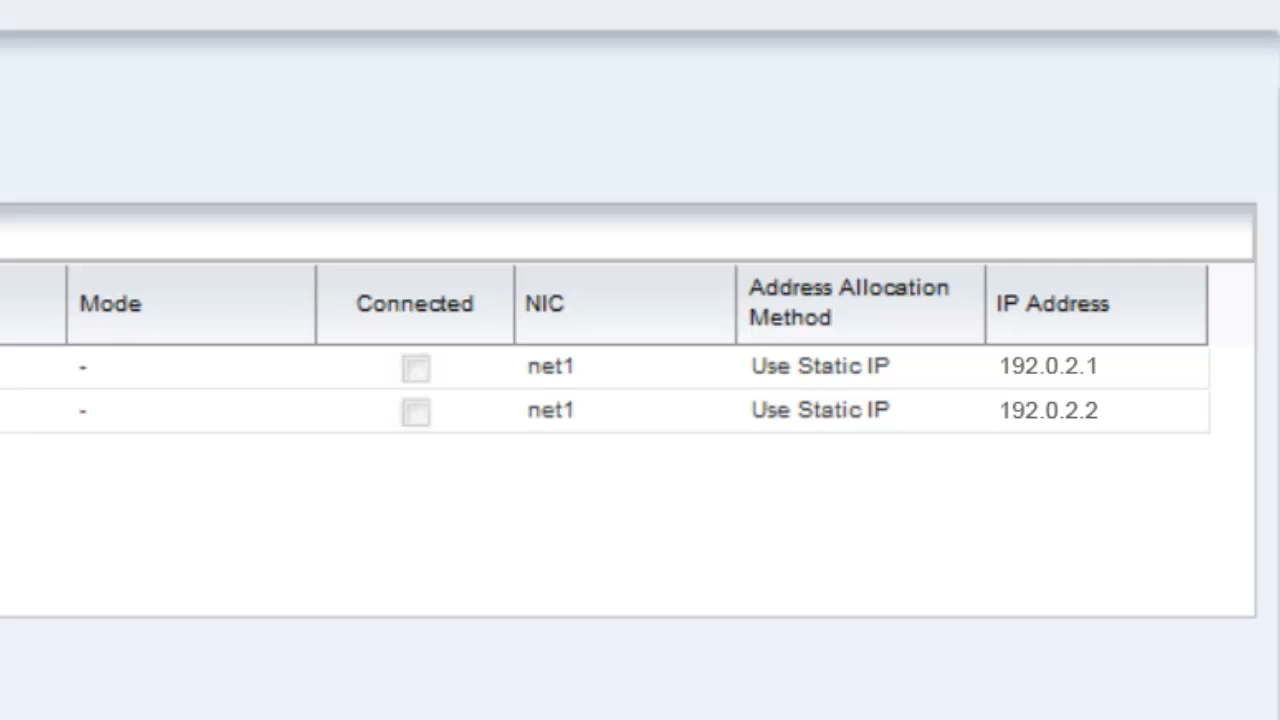 Mode Connected NIC Address Allocation Method IP Address
- net1 Use Static IP 192.0.2.1
- net1 Use Static IP 192.0.2.2